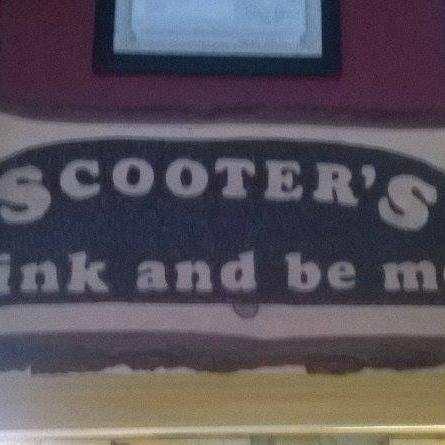 SCOOTER'S
ink and be m